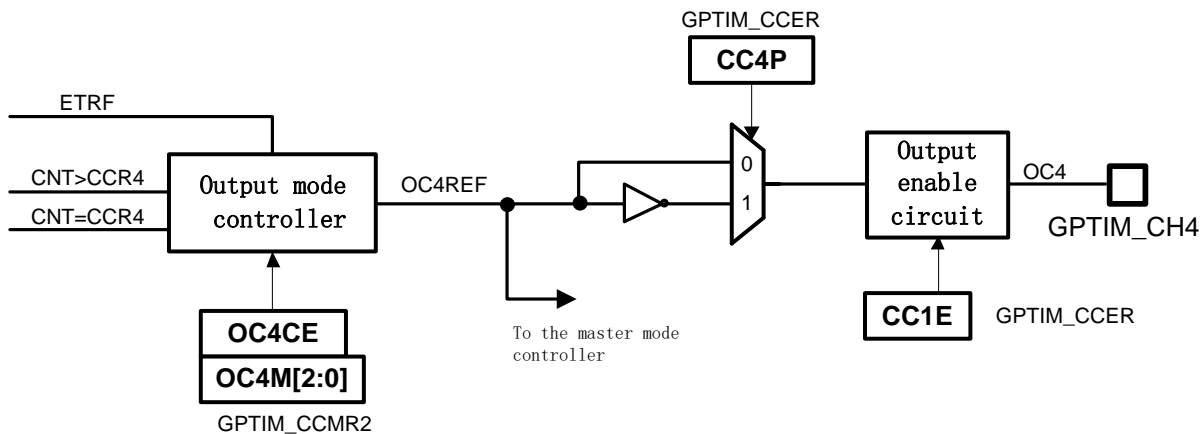 GPTIM_CCER
CC4P
ETRF
CNT>CCR4
CNT=CCR4
Output mode
controller
OC4REF
0
1
Output
enable
circuit
OC4
GPTIM_CH4
OC4CE
OC4M[2:0]
GPTIM_CCMR2
To the master mode
controller
CC1E
GPTIM_CCER